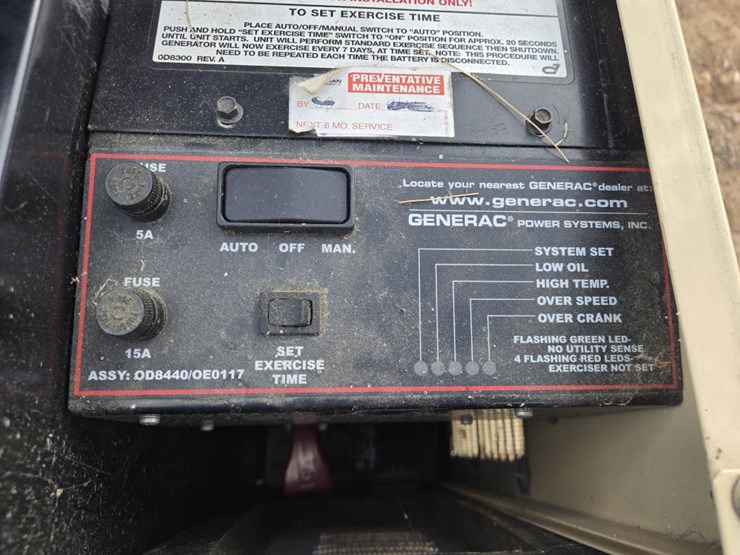 INSTALLATION ONLY!
TO SET EXERCISE TIME
PLACE AUTO/OFF/MANUAL SWITCH TO "AUTO" POSITION.
PUSH AND HOLD "SET EXERCISE TIME" SWITCH TO "ON" POSITION FOR APPROX. 20 SECONDS
UNTIL UNIT STARTS. UNIT WILL PERFORM STANDARD EXERCISE SEQUENCE THEN SHUTDOWN.
GENERATOR WILL NOW EXERCISE EVERY 7 DAYS, AT TIME SET. NOTE: THIS PROCEDURE WILL
NEED TO BE REPEATED EACH TIME THE BATTERY IS DISCONNECTED.
0D8300 REV. A
PREVENTATIVE
MAINTENANCE
BY DATE
NEXT 6 MO. SERVICE
FUSE
5A
AUTO OFF MAN.
Locate your nearest GENERAC® dealer at:
www.generac.com
GENERAC® POWER SYSTEMS, INC.
SYSTEM SET
LOW OIL
HIGH TEMP.
OVER SPEED
OVER CRANK
FUSE
15A
SET
EXERCISE
TIME
FLASHING GREEN LED-
NO UTILITY SENSE
4 FLASHING RED LEDS-
EXERCISER NOT SET
ASSY: OD8440/OE0117